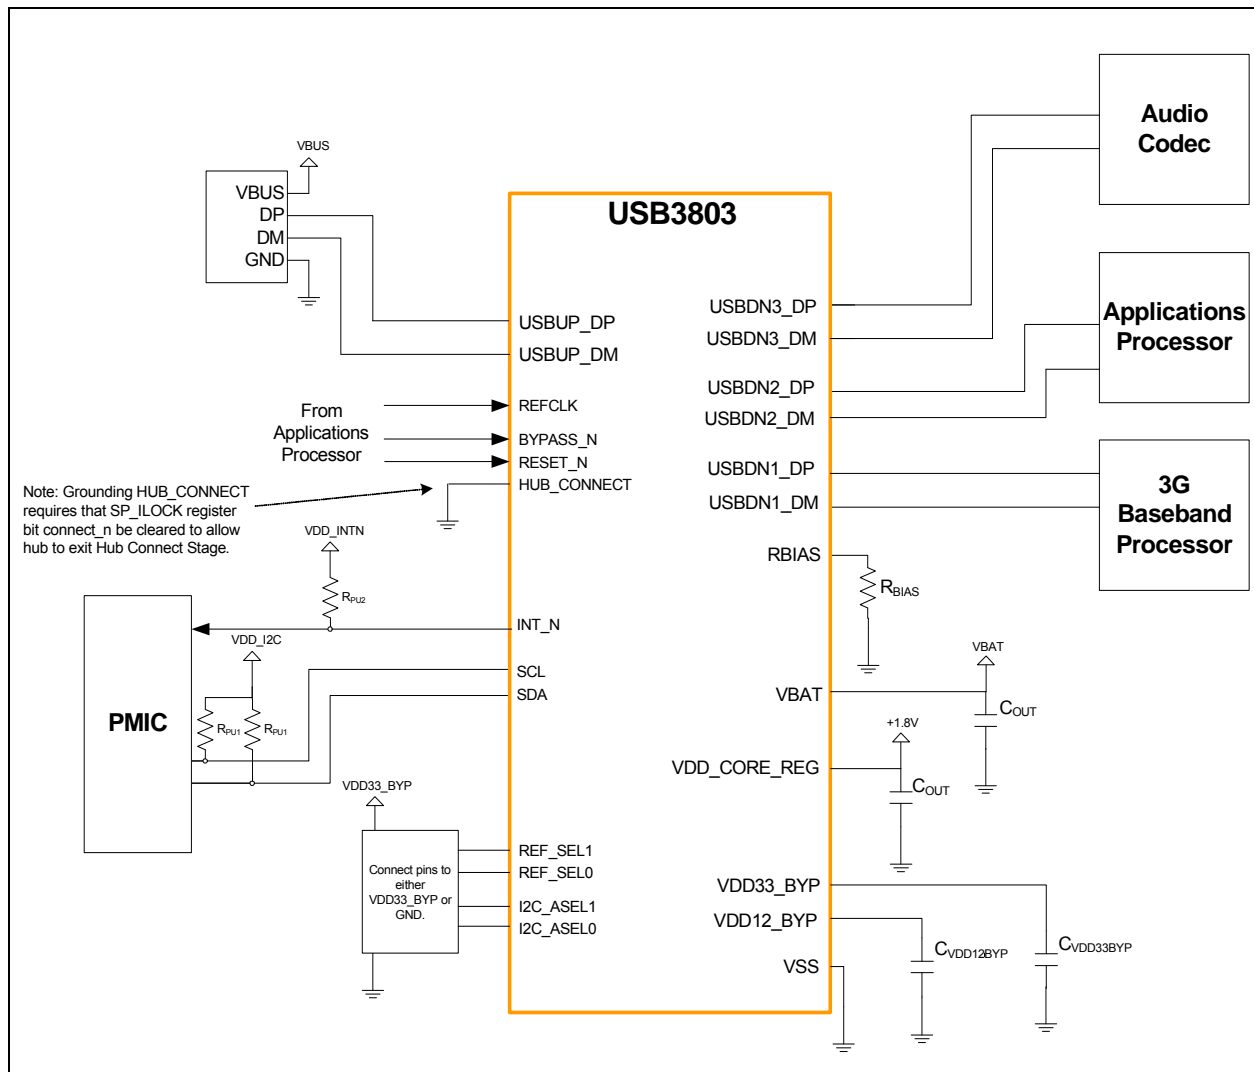 Audio
Codec
VBUS
VBUS
DP
DM
GND
USB3803
USBUP_DP
USBUP_DM
USBDN3_DP
USBDN3_DM
Applications
Processor
USBDN2_DP
USBDN2_DM
From
Applications
Processor
REFCLK
BYPASS_N
RESET_N
HUB_CONNECT
USBDN1_DP
USBDN1_DM
3G
Baseband
Processor
Note: Grounding HUB_CONNECT
requires that SP_ILOCK register
bit connect_n be cleared to allow
hub to exit Hub Connect Stage.
VDD_INTN
RPU2
RBIAS
RBIAS
INT_N
VDD_I2C
SCL
SDA
PMIC
RPU1
RPU1
VBAT
VBAT
COUT
+1.8V
VDD_CORE_REG
COUT
VDD33_BYP
Connect pins to
either
VDD33_BYP or
GND.
REF_SEL1
REF_SEL0
I2C_ASEL1
I2C_ASEL0
VDD33_BYP
VDD12_BYP
VSS
CVDD12BYP
CVDD33BYP